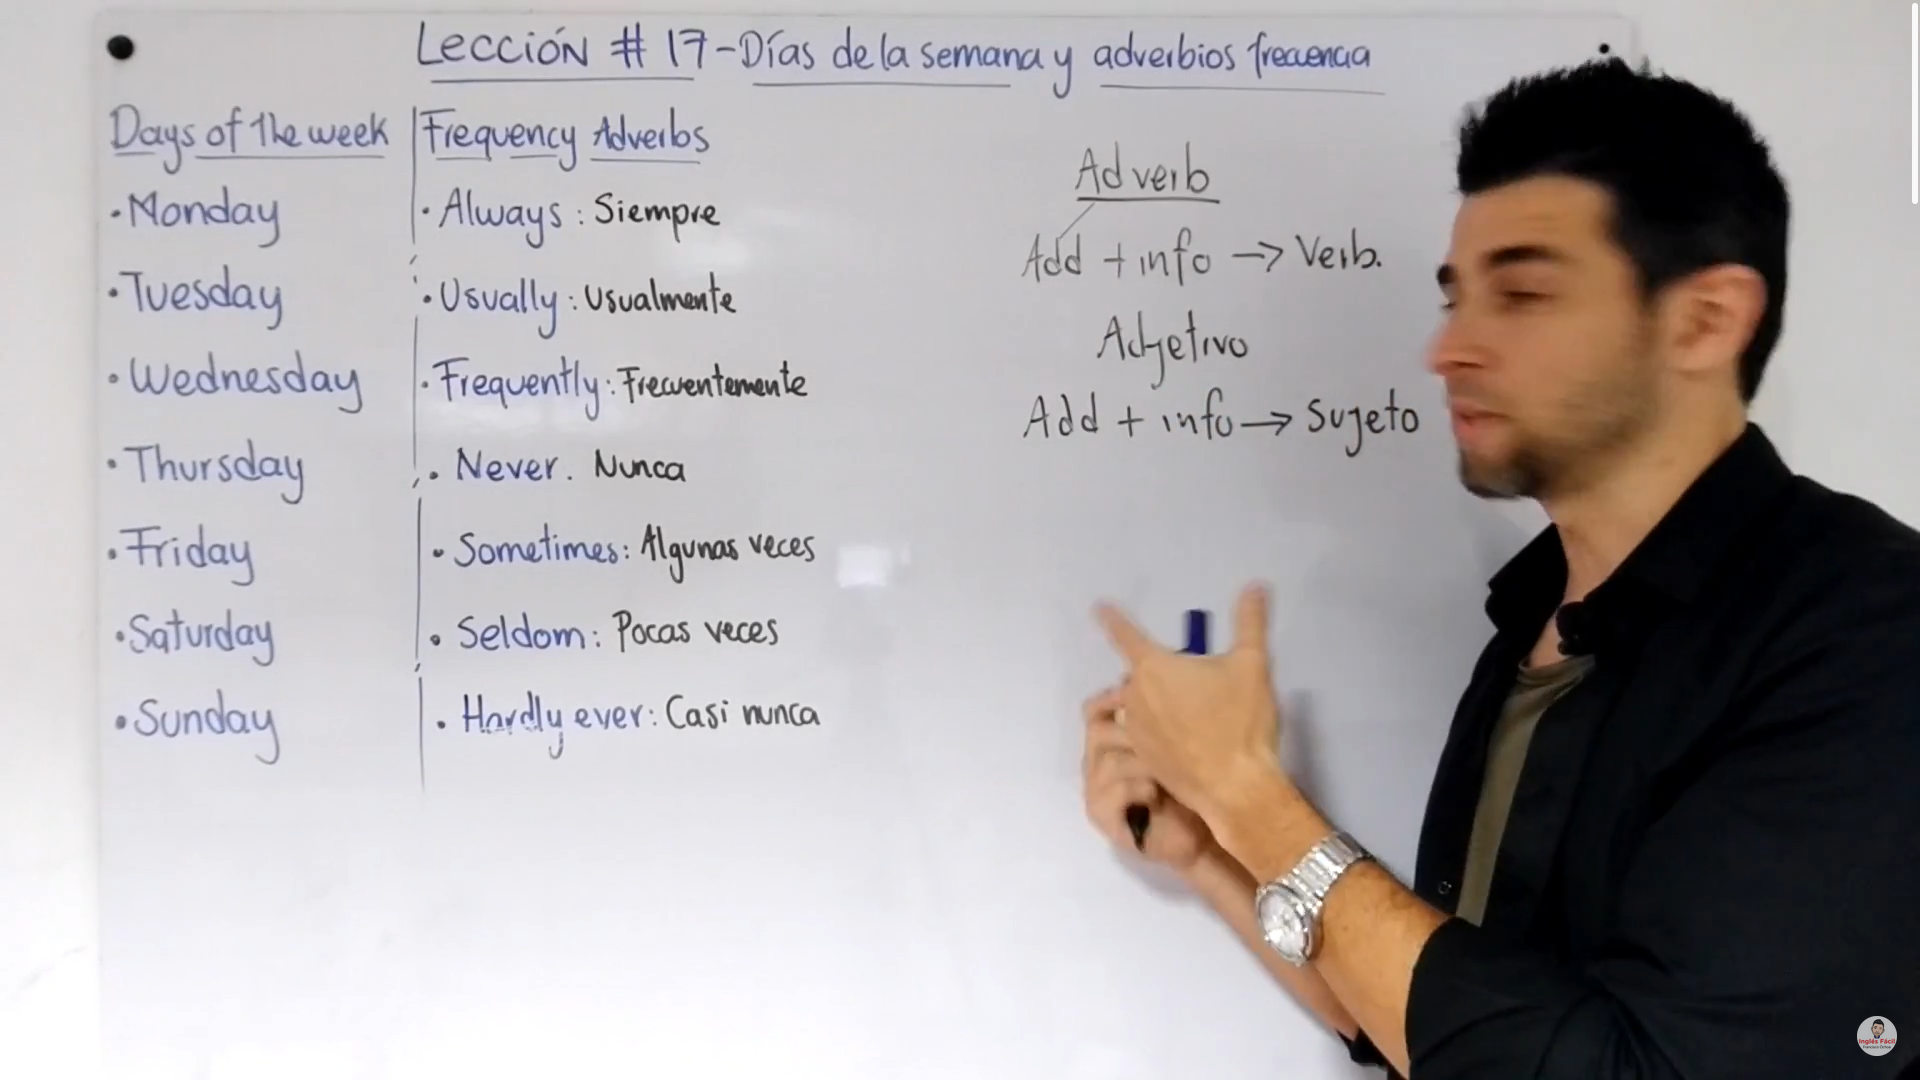 Lección # 17 - Días de la semana y adverbios frecuencia
Days of the week
• Monday
• Tuesday
• Wednesday
• Thursday
• Friday
• Saturday
• Sunday
Frequency Adverbs
• Always : Siempre
• Usually : Usualmente
• Frequently : Frecuentemente
• Never. Nunca
• Sometimes : Algunas veces
• Seldom : Pocas veces
• Hardly ever : Casi nunca
Adverb
Add + info → Verb.
Adjetivo
Add + info → Sujeto
Inglés Fácil